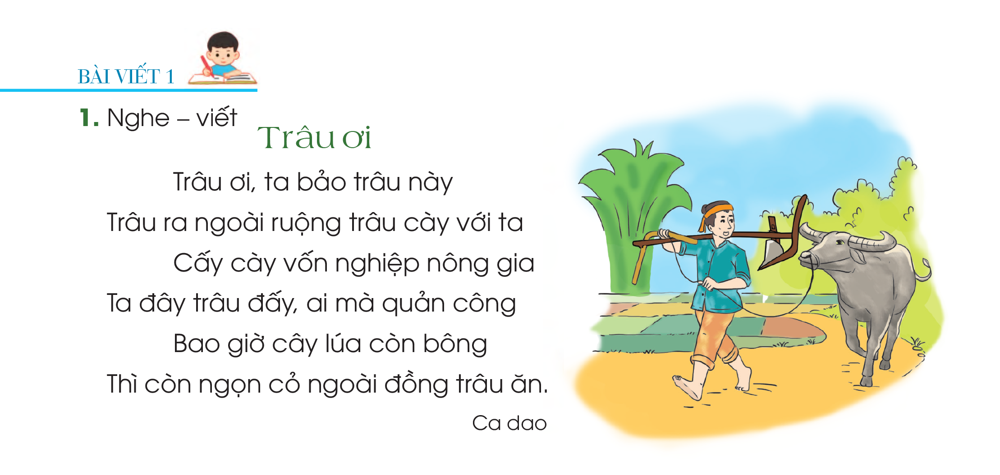 BÀI VIẾT 1
1. Nghe – viết
Trâu ơi
Trâu ơi, ta bảo trâu này
Trâu ra ngoài ruộng trâu cày với ta
Cấy cày vốn nghiệp nông gia
Ta đây trâu đấy, ai mà quản công
Bao giờ cây lúa còn bông
Thì còn ngọn cỏ ngoài đồng trâu ăn.
Ca dao